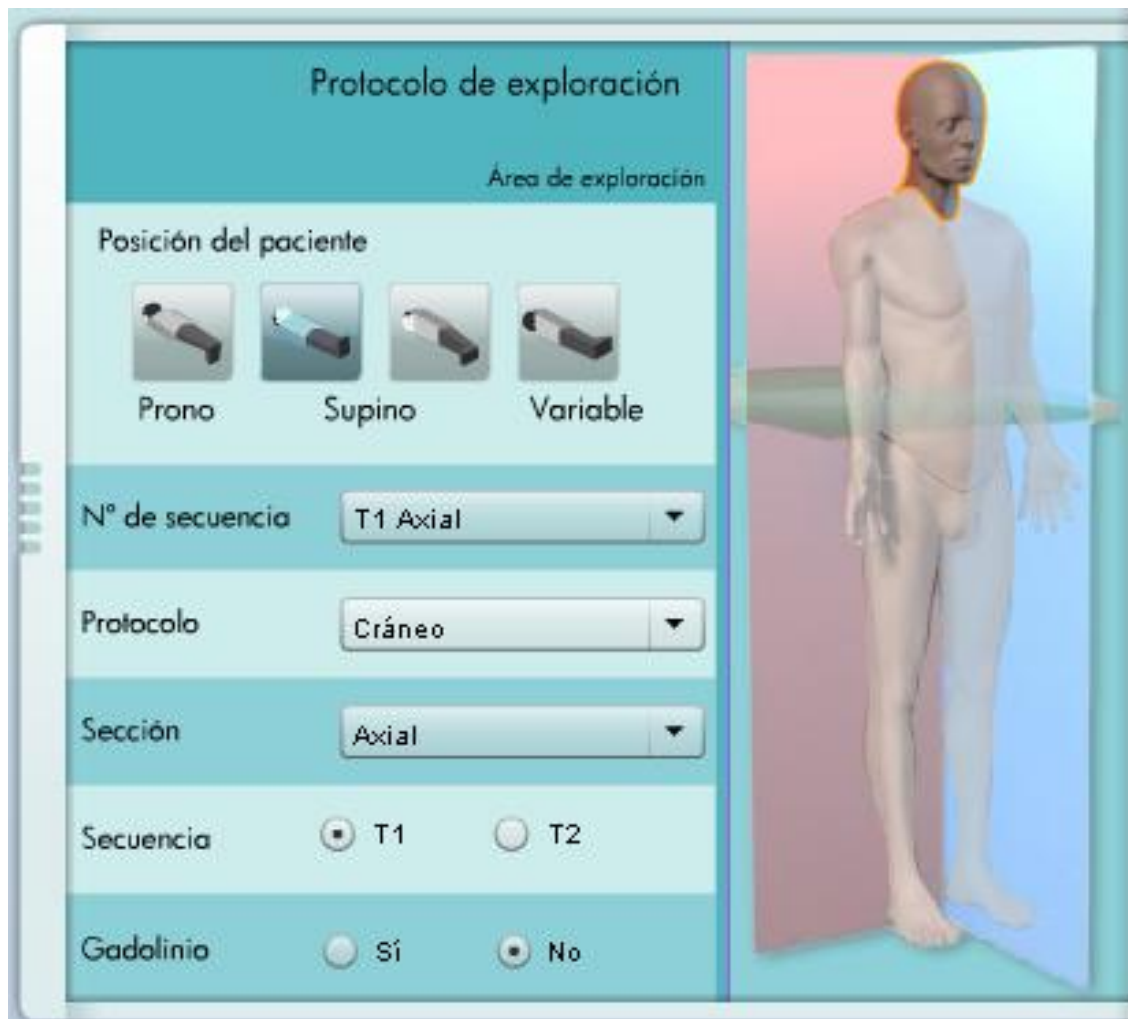 Protocolo de exploración
Área de exploración
Posición del paciente
Prono Supino Variable
N° de secuencia T1 Axial
Protocolo Cráneo
Sección Axial
Secuencia T1 T2
Gadolinio Sí No